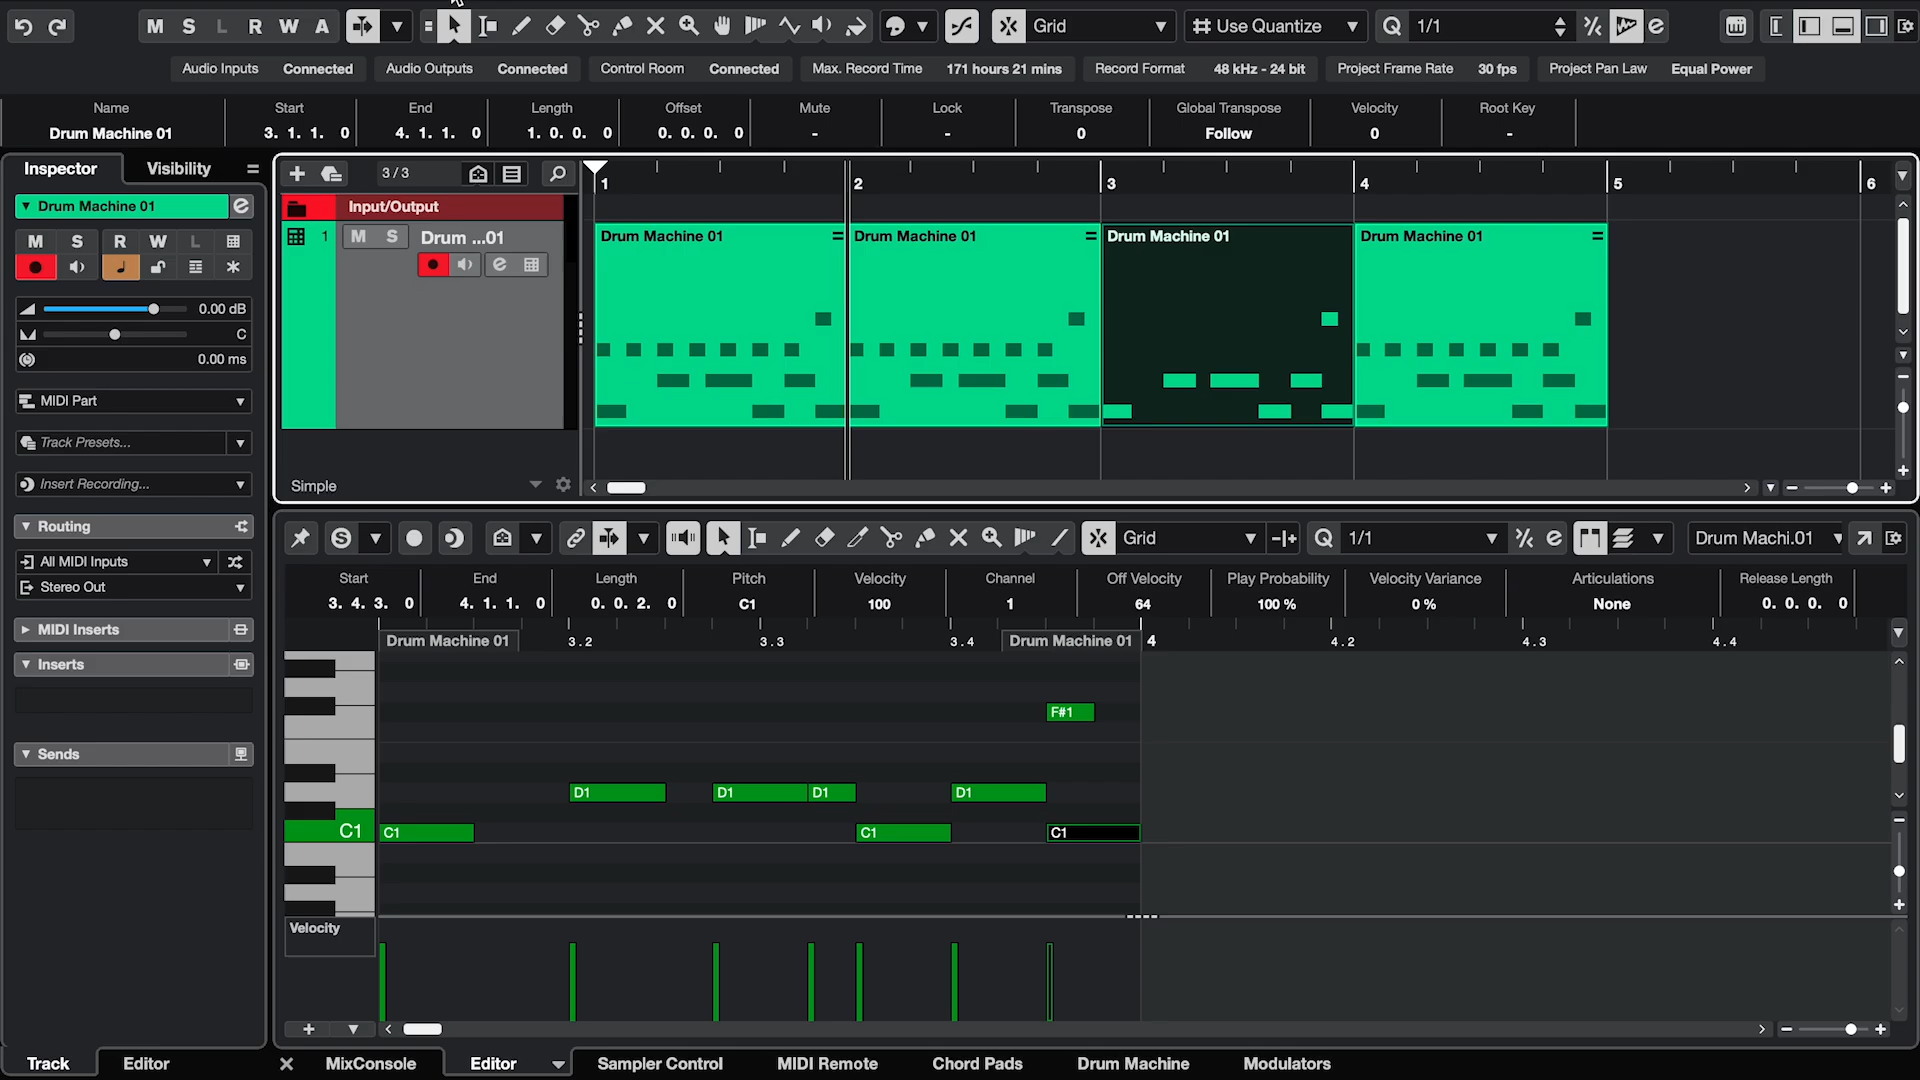 M S L R W A Grid Use Quantize Q 1/1
Audio Inputs Connected Audio Outputs Connected Control Room Connected Max. Record Time 171 hours 21 mins Record Format 48 kHz - 24 bit Project Frame Rate 30 fps Project Pan Law Equal Power
Name Start End Length Offset Mute Lock Transpose Global Transpose Velocity Root Key
Drum Machine 01 3. 1. 1. 0 4. 1. 1. 0 1. 0. 0. 0 0. 0. 0. 0 - - 0 Follow 0 -
Inspector Visibility
3 / 3
1 2 3 4 5 6
Drum Machine 01
Input/Output
M S R W L
1 M S Drum ...01
Drum Machine 01 Drum Machine 01 Drum Machine 01 Drum Machine 01
0.00 dB
C
0.00 ms
MIDI Part
Track Presets...
Insert Recording...
Simple
Routing
S Grid Q 1/1 Drum Machi.01
All MIDI Inputs
Stereo Out
Start End Length Pitch Velocity Channel Off Velocity Play Probability Velocity Variance Articulations Release Length
3. 4. 3. 0 4. 1. 1. 0 0. 0. 2. 0 C1 100 1 64 100 % 0 % None 0. 0. 0. 0
MIDI Inserts
Drum Machine 01 3.2 3.3 3.4 Drum Machine 01 4 4.2 4.3 4.4
Inserts
F#1
Sends
D1 D1 D1 D1
C1 C1 C1 C1
Velocity
Track Editor MixConsole Editor Sampler Control MIDI Remote Chord Pads Drum Machine Modulators